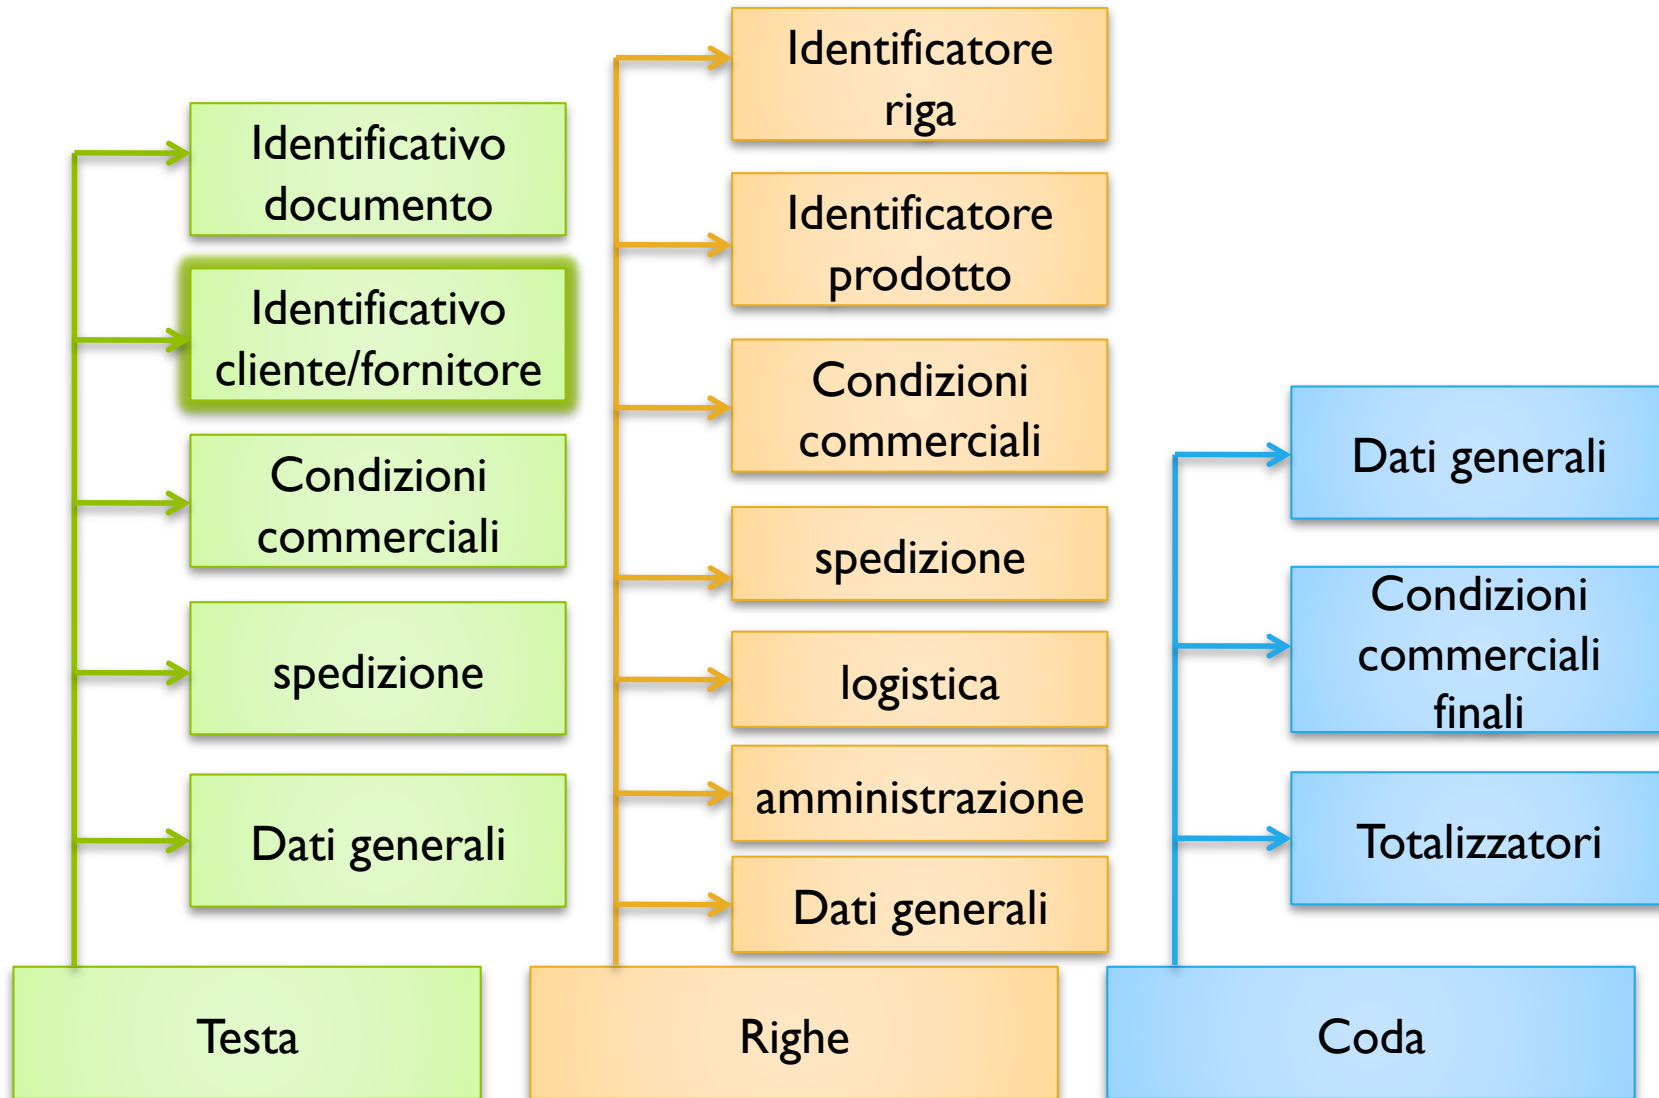 Identificativo
documento
Identificativo
cliente/fornitore
Condizioni
commerciali
spedizione
Dati generali
Testa
Identificatore
riga
Identificatore
prodotto
Condizioni
commerciali
spedizione
logistica
amministrazione
Dati generali
Righe
Dati generali
Condizioni
commerciali
finali
Totalizzatori
Coda